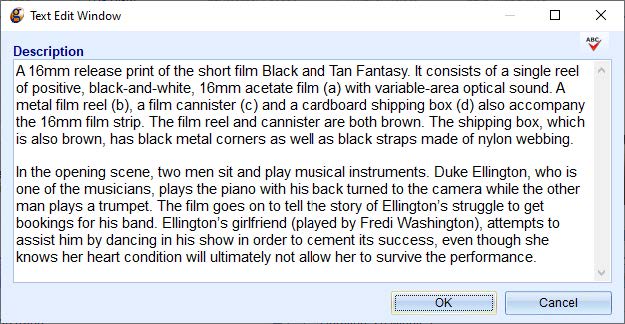 Text Edit Window
ABC
Description
A 16mm release print of the short film Black and Tan Fantasy. It consists of a single reel
of positive, black-and-white, 16mm acetate film (a) with variable-area optical sound. A
metal film reel (b), a film cannister (c) and a cardboard shipping box (d) also accompany
the 16mm film strip. The film reel and cannister are both brown. The shipping box, which
is also brown, has black metal corners as well as black straps made of nylon webbing.
In the opening scene, two men sit and play musical instruments. Duke Ellington, who is
one of the musicians, plays the piano with his back turned to the camera while the other
man plays a trumpet. The film goes on to tell the story of Ellington’s struggle to get
bookings for his band. Ellington’s girlfriend (played by Fredi Washington), attempts to
assist him by dancing in his show in order to cement its success, even though she
knows her heart condition will ultimately not allow her to survive the performance.
OK
Cancel